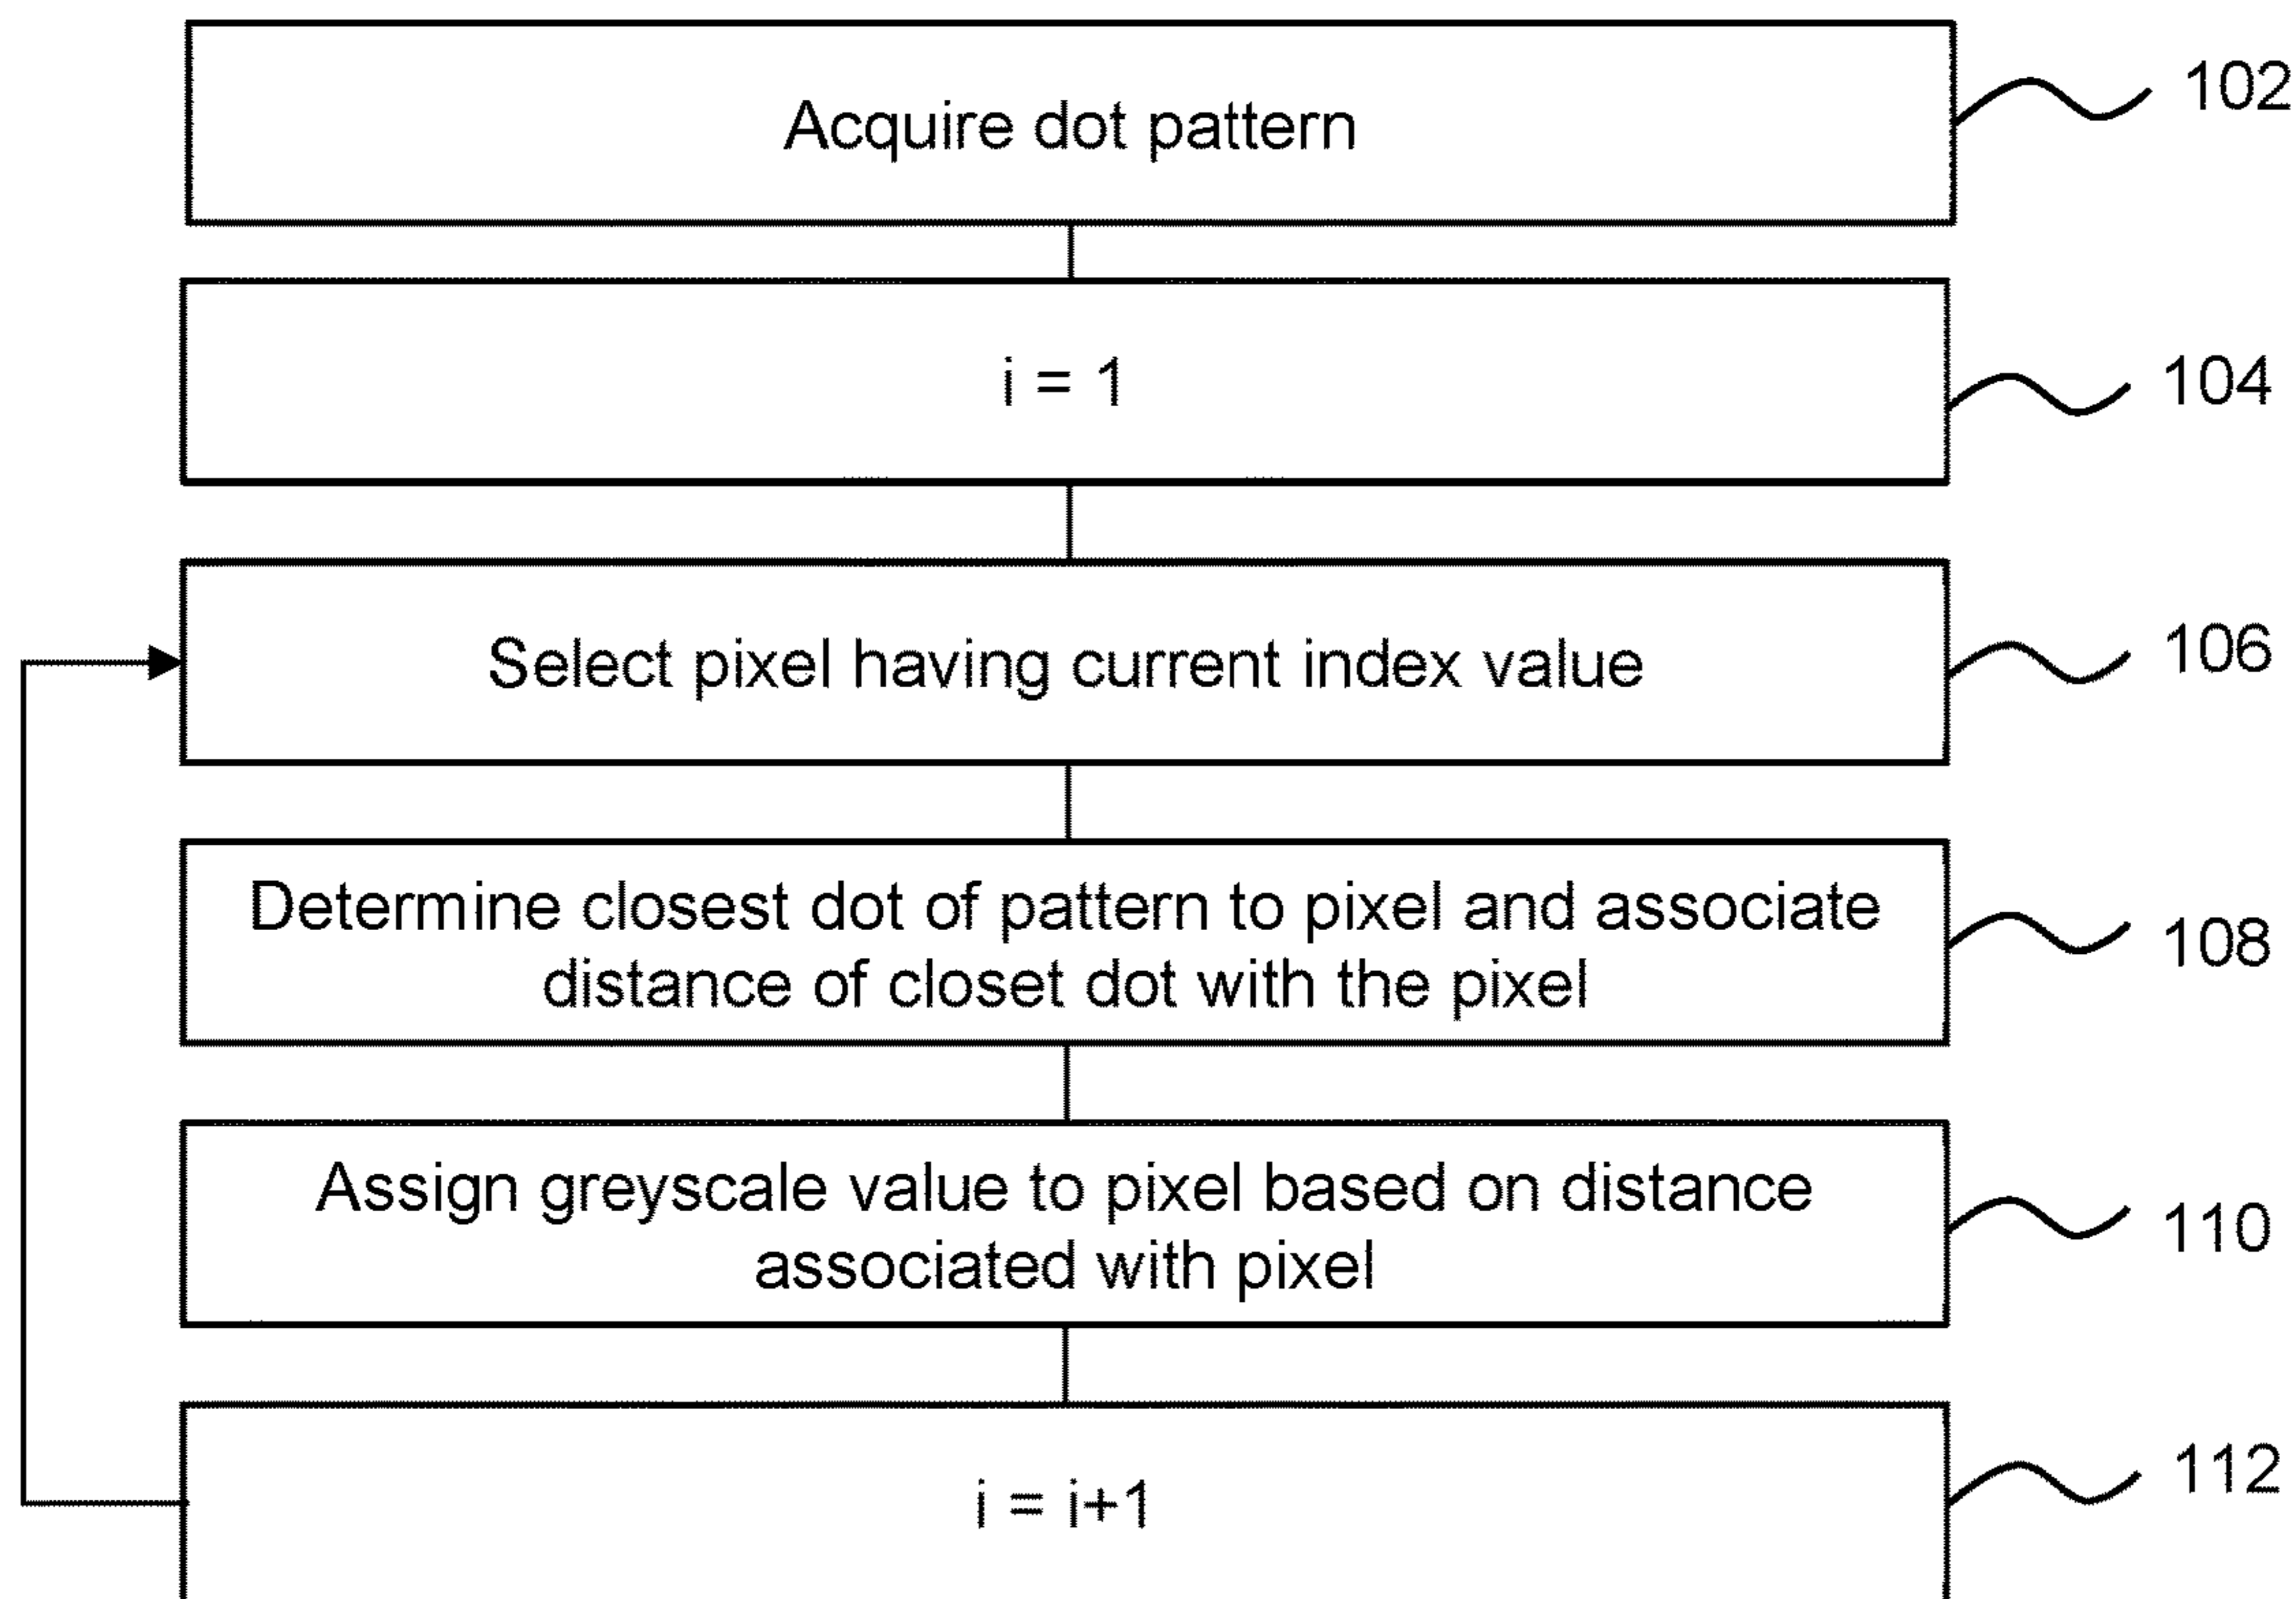 Acquire dot pattern
102
i = 1
104
Select pixel having current index value
106
Determine closest dot of pattern to pixel and associate
distance of closet dot with the pixel
108
Assign greyscale value to pixel based on distance
associated with pixel
110
i = i+1
112